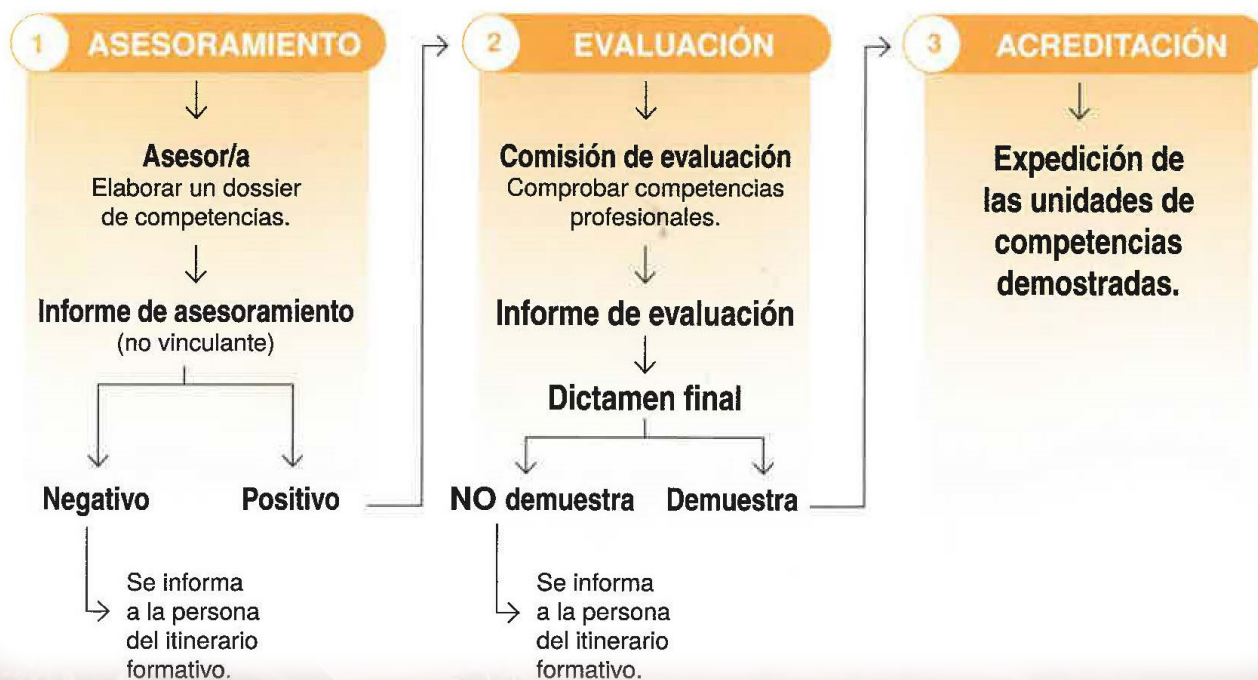 1 ASESORAMIENTO
Asesor/a
Elaborar un dossier
de competencias.
Informe de asesoramiento
(no vinculante)
Negativo
Positivo
Se informa
a la persona
del itinerario
formativo.
2 EVALUACIÓN
Comisión de evaluación
Comprobar competencias
profesionales.
Informe de evaluación
Dictamen final
NO demuestra
Demuestra
Se informa
a la persona
del itinerario
formativo.
3 ACREDITACIÓN
Expedición de
las unidades de
competencias
demostradas.